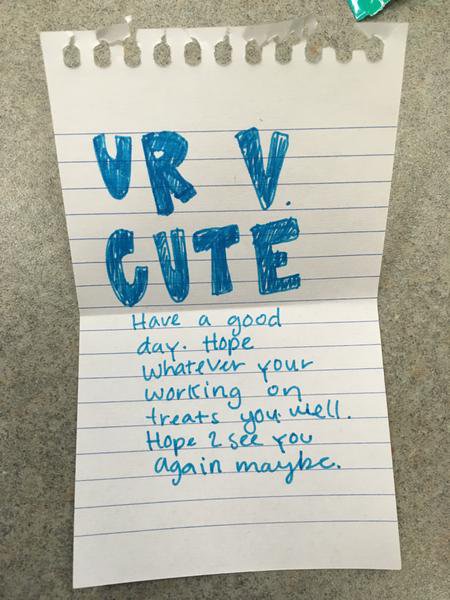 UR V.
CUTE
Have a good
day. Hope
whatever your
working on
treats you well.
Hope 2 see you
again maybe.